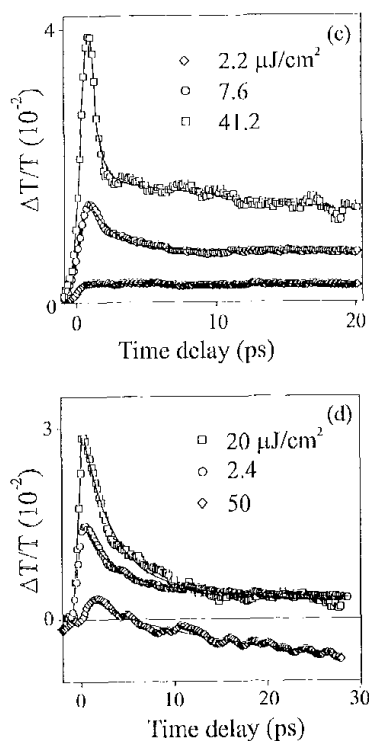 (c)
4
◇ 2.2 μJ/cm²
○ 7.6
□ 41.2
ΔT/T (10⁻²)
0
0 10 20
Time delay (ps)
(d)
3
□ 20 μJ/cm²
○ 2.4
◇ 50
ΔT/T (10⁻²)
0
0 10 20 30
Time delay (ps)